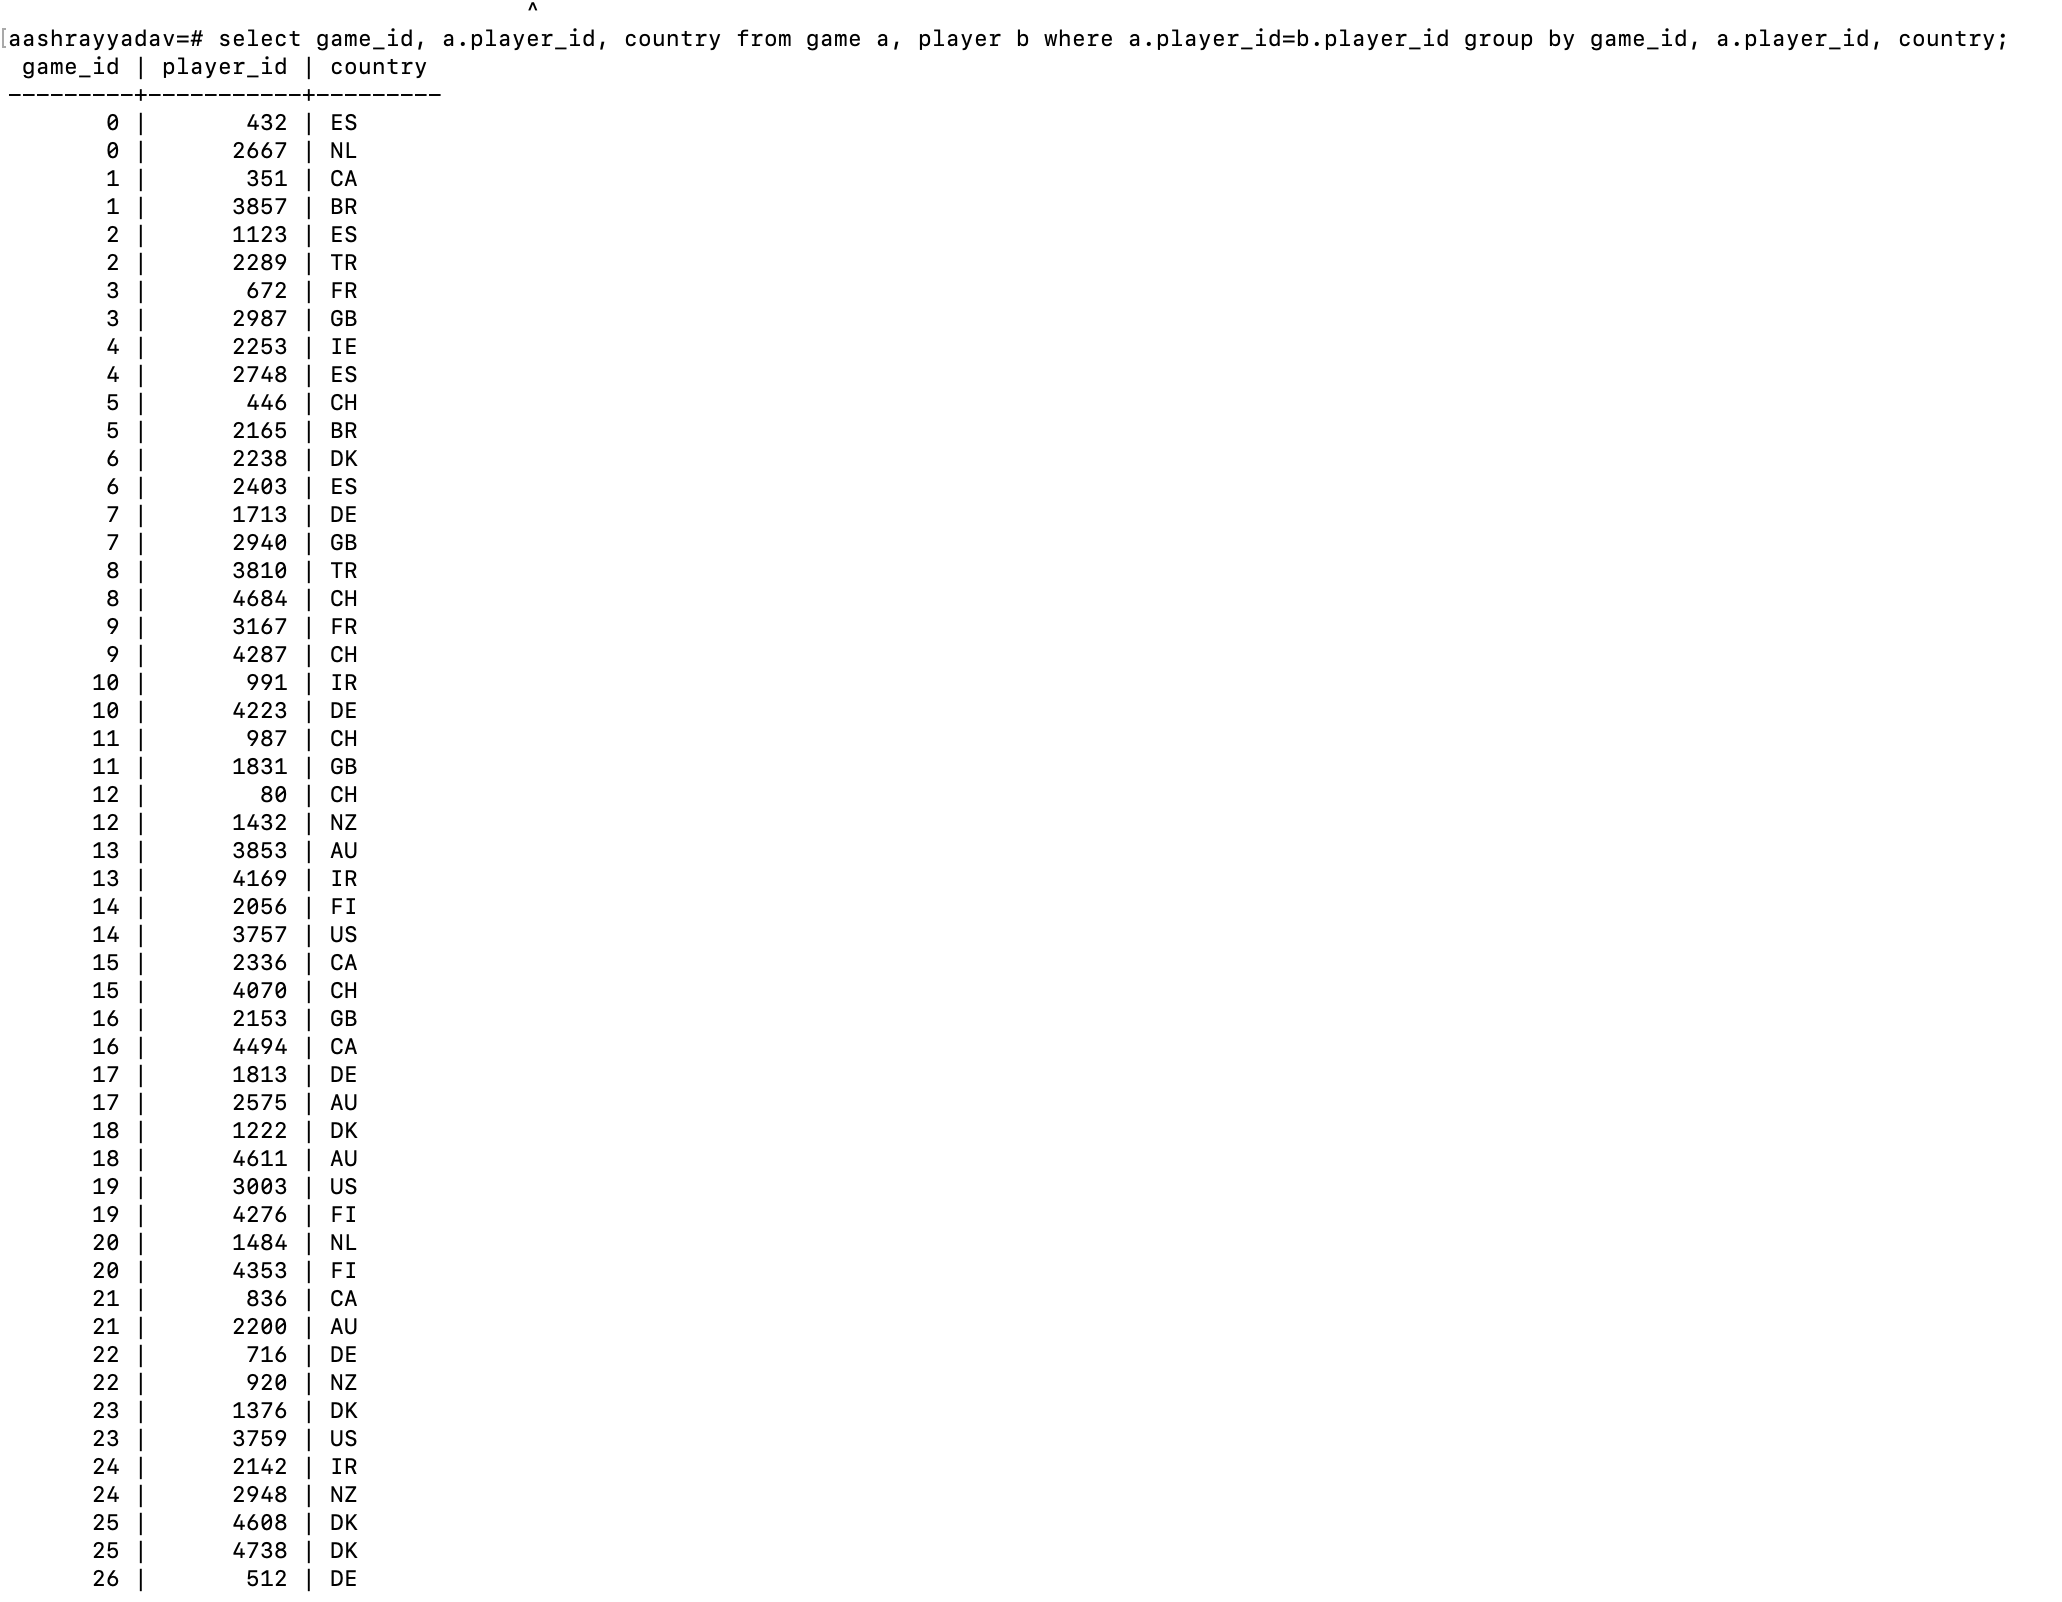 ^
[aashrayyadav=# select game_id, a.player_id, country from game a, player b where a.player_id=b.player_id group by game_id, a.player_id, country;
 game_id | player_id | country
---------+-----------+---------
       0 |       432 | ES
       0 |      2667 | NL
       1 |       351 | CA
       1 |      3857 | BR
       2 |      1123 | ES
       2 |      2289 | TR
       3 |       672 | FR
       3 |      2987 | GB
       4 |      2253 | IE
       4 |      2748 | ES
       5 |       446 | CH
       5 |      2165 | BR
       6 |      2238 | DK
       6 |      2403 | ES
       7 |      1713 | DE
       7 |      2940 | GB
       8 |      3810 | TR
       8 |      4684 | CH
       9 |      3167 | FR
       9 |      4287 | CH
      10 |       991 | IR
      10 |      4223 | DE
      11 |       987 | CH
      11 |      1831 | GB
      12 |        80 | CH
      12 |      1432 | NZ
      13 |      3853 | AU
      13 |      4169 | IR
      14 |      2056 | FI
      14 |      3757 | US
      15 |      2336 | CA
      15 |      4070 | CH
      16 |      2153 | GB
      16 |      4494 | CA
      17 |      1813 | DE
      17 |      2575 | AU
      18 |      1222 | DK
      18 |      4611 | AU
      19 |      3003 | US
      19 |      4276 | FI
      20 |      1484 | NL
      20 |      4353 | FI
      21 |       836 | CA
      21 |      2200 | AU
      22 |       716 | DE
      22 |       920 | NZ
      23 |      1376 | DK
      23 |      3759 | US
      24 |      2142 | IR
      24 |      2948 | NZ
      25 |      4608 | DK
      25 |      4738 | DK
      26 |       512 | DE